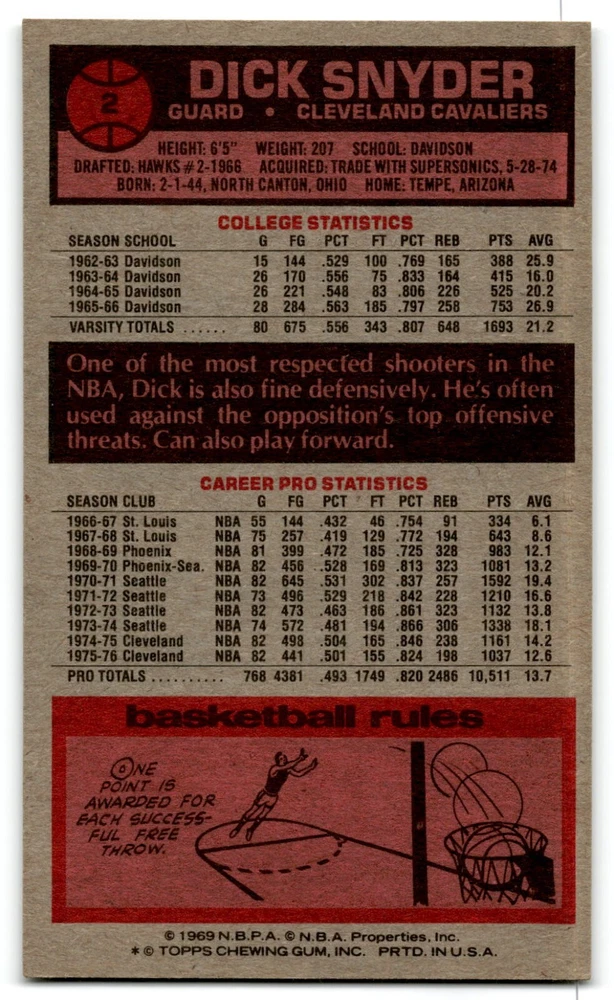 2
DICK SNYDER
GUARD • CLEVELAND CAVALIERS
HEIGHT: 6'5" WEIGHT: 207 SCHOOL: DAVIDSON
DRAFTED: HAWKS #2-1966 ACQUIRED: TRADE WITH SUPERSONICS, 5-28-74
BORN: 2-1-44, NORTH CANTON, OHIO HOME: TEMPE, ARIZONA
COLLEGE STATISTICS
SEASON SCHOOL G FG PCT FT PCT REB PTS AVG
1962-63 Davidson 15 144 .529 100 .769 165 388 25.9
1963-64 Davidson 26 170 .556 75 .833 164 415 16.0
1964-65 Davidson 26 221 .548 83 .806 226 525 20.2
1965-66 Davidson 28 284 .563 185 .797 258 753 26.9
VARSITY TOTALS ...... 80 675 .556 343 .807 648 1693 21.2
One of the most respected shooters in the
NBA, Dick is also fine defensively. He's often
used against the opposition's top offensive
threats. Can also play forward.
CAREER PRO STATISTICS
SEASON CLUB G FG PCT FT PCT REB PTS AVG
1966-67 St. Louis NBA 55 144 .432 46 .754 91 334 6.1
1967-68 St. Louis NBA 75 257 .419 129 .772 194 643 8.6
1968-69 Phoenix NBA 81 399 .472 185 .725 328 983 12.1
1969-70 Phoenix-Sea. NBA 82 456 .528 169 .813 323 1081 13.2
1970-71 Seattle NBA 82 645 .531 302 .837 257 1592 19.4
1971-72 Seattle NBA 73 496 .529 218 .842 228 1210 16.6
1972-73 Seattle NBA 82 473 .463 186 .861 323 1132 13.8
1973-74 Seattle NBA 74 572 .481 194 .866 306 1338 18.1
1974-75 Cleveland NBA 82 498 .504 165 .846 238 1161 14.2
1975-76 Cleveland NBA 82 441 .501 155 .824 198 1037 12.6
PRO TOTALS .......... 768 4381 .493 1749 .820 2486 10,511 13.7
basketball rules
ONE
POINT IS
AWARDED FOR
EACH SUCCESS-
FUL FREE
THROW.
© 1969 N.B.P.A. © N.B.A. Properties, Inc.
* © TOPPS CHEWING GUM, INC. PRTD. IN U.S.A.